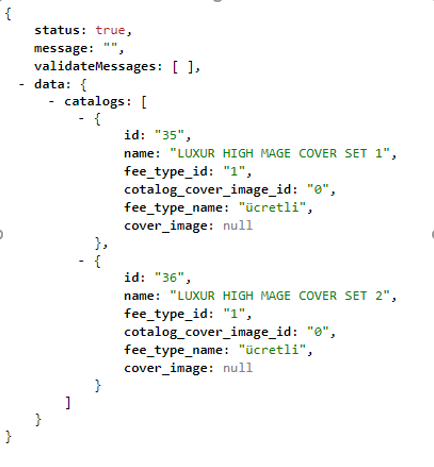 {
status: true,
message: "",
validateMessages: [ ],
- data: {
- catalogs: [
- {
id: "35",
name: "LUXUR HIGH MAGE COVER SET 1",
fee_type_id: "1",
cotalog_cover_image_id: "0",
fee_type_name: "ücretli",
cover_image: null
},
- {
id: "36",
name: "LUXUR HIGH MAGE COVER SET 2",
fee_type_id: "1",
cotalog_cover_image_id: "0",
fee_type_name: "ücretli",
cover_image: null
}
]
}
}